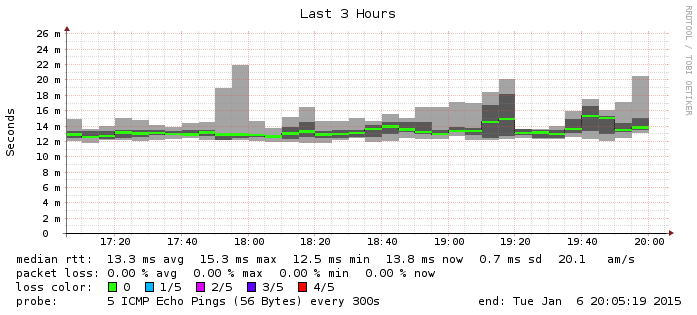 Last 3 Hours
RRDTOOL / TOBI OETIKER
Seconds
26 m
24 m
22 m
20 m
18 m
16 m
14 m
12 m
10 m
8 m
6 m
4 m
2 m
0
17:20 17:40 18:00 18:20 18:40 19:00 19:20 19:40 20:00
median rtt: 13.3 ms avg 15.3 ms max 12.5 ms min 13.8 ms now 0.7 ms sd 20.1 am/s
packet loss: 0.00 % avg 0.00 % max 0.00 % min 0.00 % now
loss color: 0 1/5 2/5 3/5 4/5
probe: 5 ICMP Echo Pings (56 Bytes) every 300s end: Tue Jan 6 20:05:19 2015